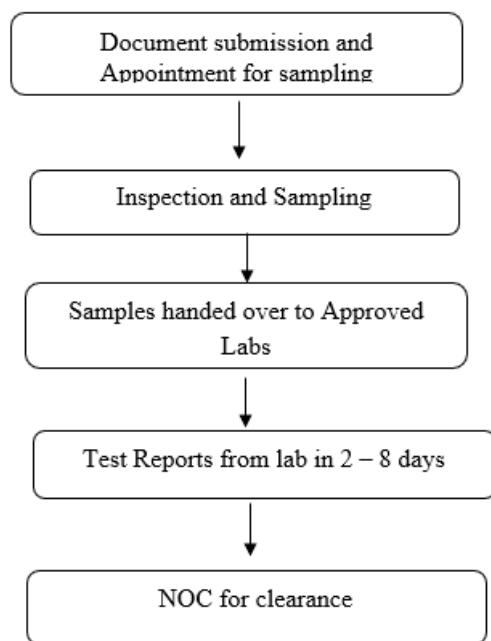 Document submission and
Appointment for sampling
Inspection and Sampling
Samples handed over to Approved
Labs
Test Reports from lab in 2 – 8 days
NOC for clearance